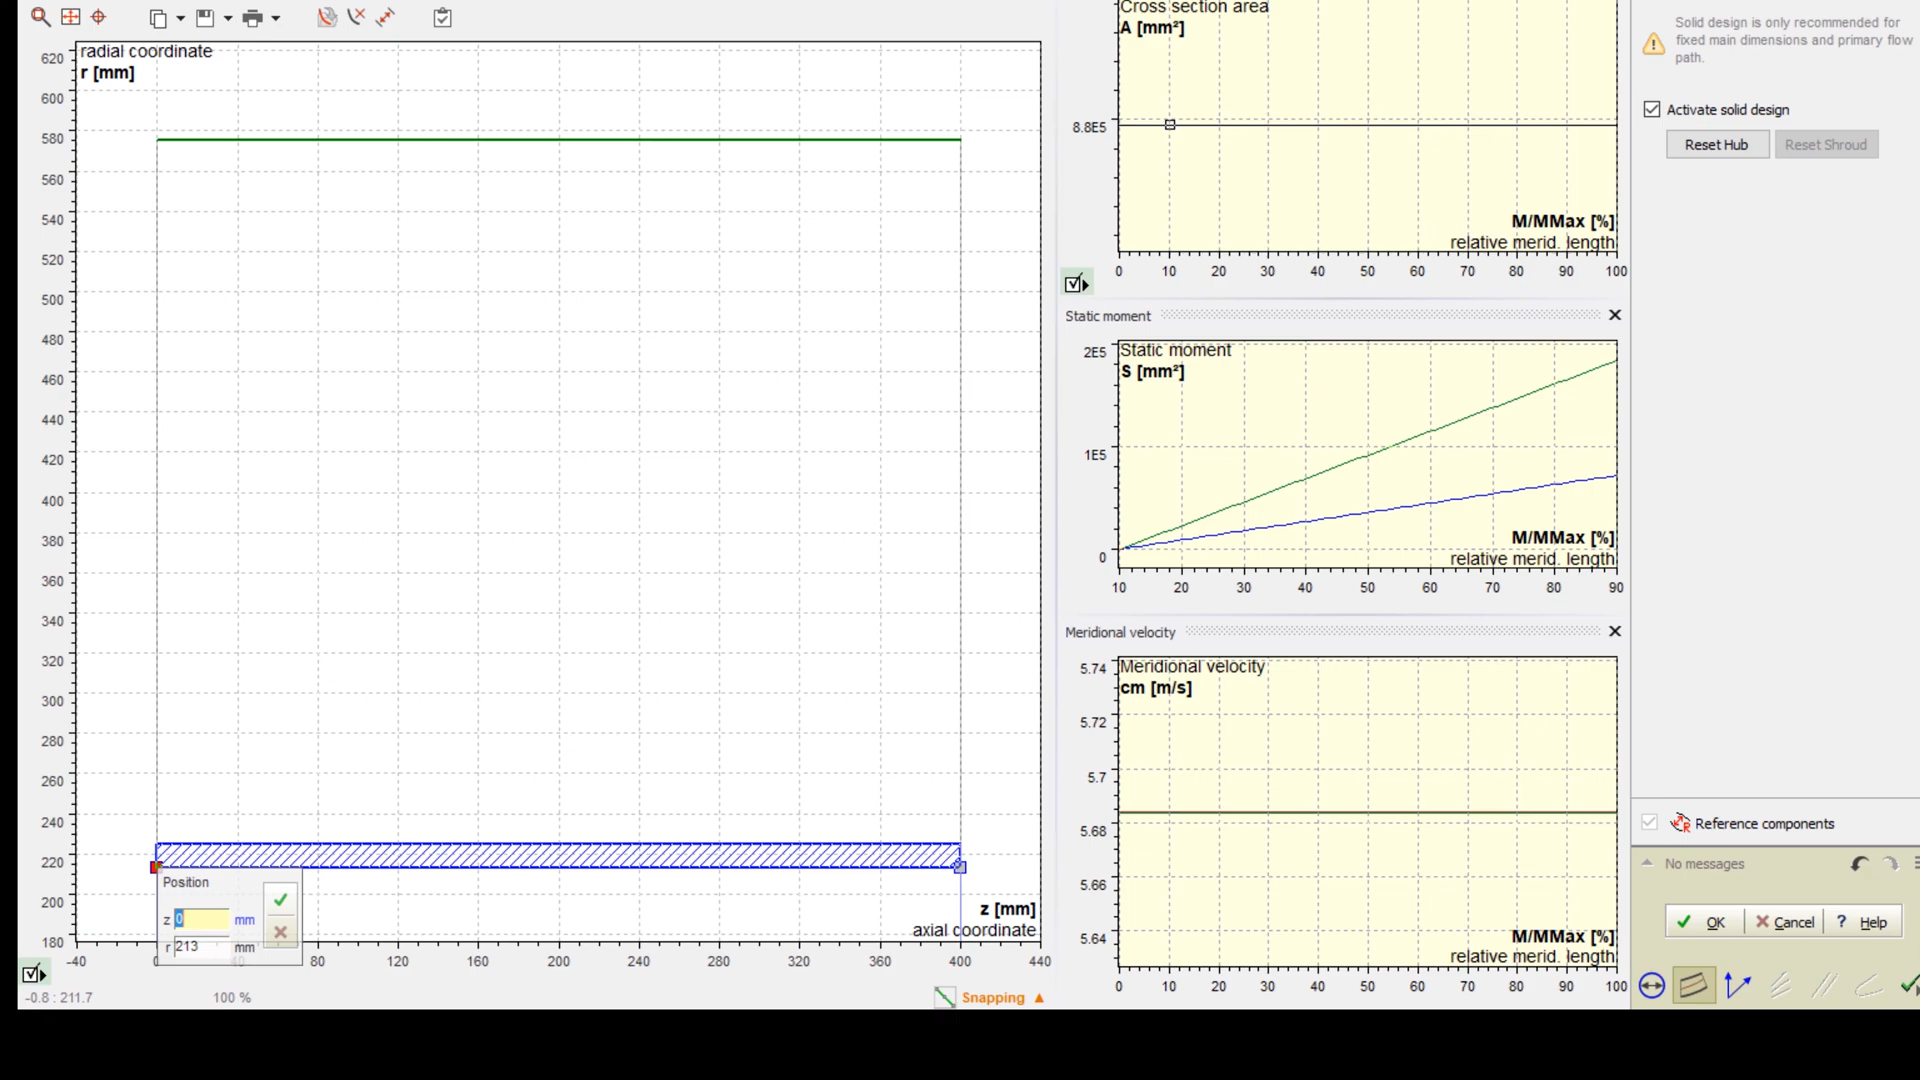 radial coordinate
r [mm]
620
600
580
560
540
520
500
480
460
440
420
400
380
360
340
320
300
280
260
240
220
200
180
-40
0
40
80
120
160
200
240
280
320
360
400
440
z [mm]
axial coordinate
Position
z 0 mm
r 213 mm
-0.8 : 211.7
100 %
Snapping
Cross section area
A [mm²]
8.8E5
M/MMax [%]
relative merid. length
0 10 20 30 40 50 60 70 80 90 100
Static moment
Static moment
S [mm²]
2E5
1E5
0
M/MMax [%]
relative merid. length
10 20 30 40 50 60 70 80 90
Meridional velocity
Meridional velocity
cm [m/s]
5.74
5.72
5.7
5.68
5.66
5.64
M/MMax [%]
relative merid. length
0 10 20 30 40 50 60 70 80 90 100
Solid design is only recommended for
fixed main dimensions and primary flow
path.
Activate solid design
Reset Hub
Reset Shroud
Reference components
No messages
OK
Cancel
? Help